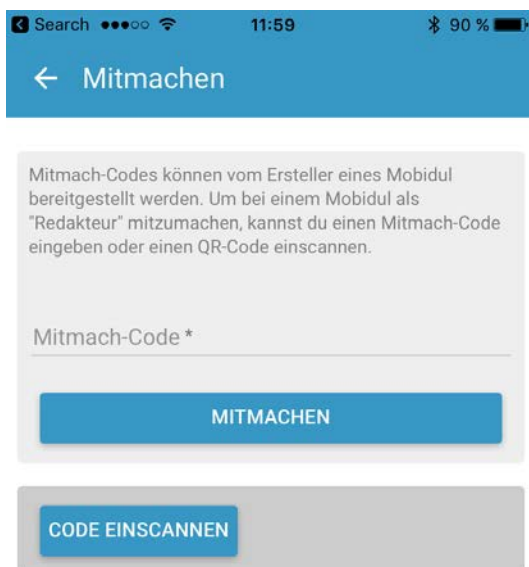 Search 11:59 90 %
Mitmachen
Mitmach-Codes können vom Ersteller eines Mobidul
bereitgestellt werden. Um bei einem Mobidul als
"Redakteur" mitzumachen, kannst du einen Mitmach-Code
eingeben oder einen QR-Code einscannen.
Mitmach-Code *
MITMACHEN
CODE EINSCANNEN